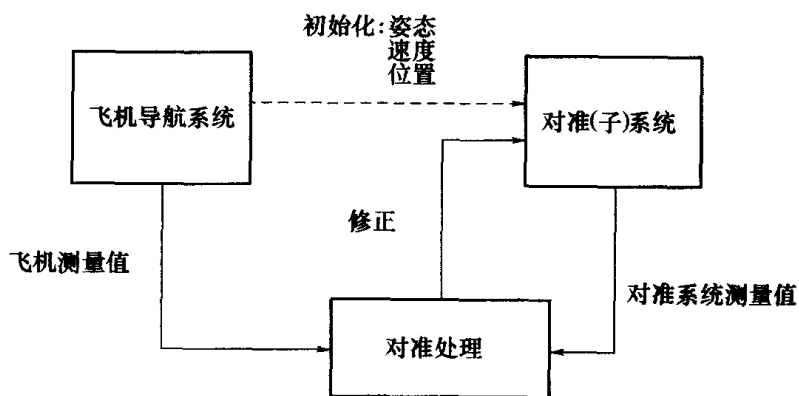 初始化:姿态
速度
位置
飞机导航系统
对准(子)系统
修正
飞机测量值
对准系统测量值
对准处理